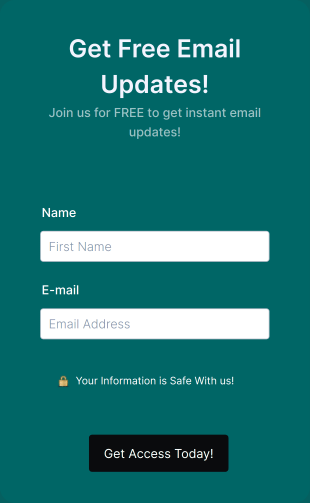 Get Free Email
Updates!
Join us for FREE to get instant email
updates!
Name
First Name
E-mail
Email Address
Your Information is Safe With us!
Get Access Today!